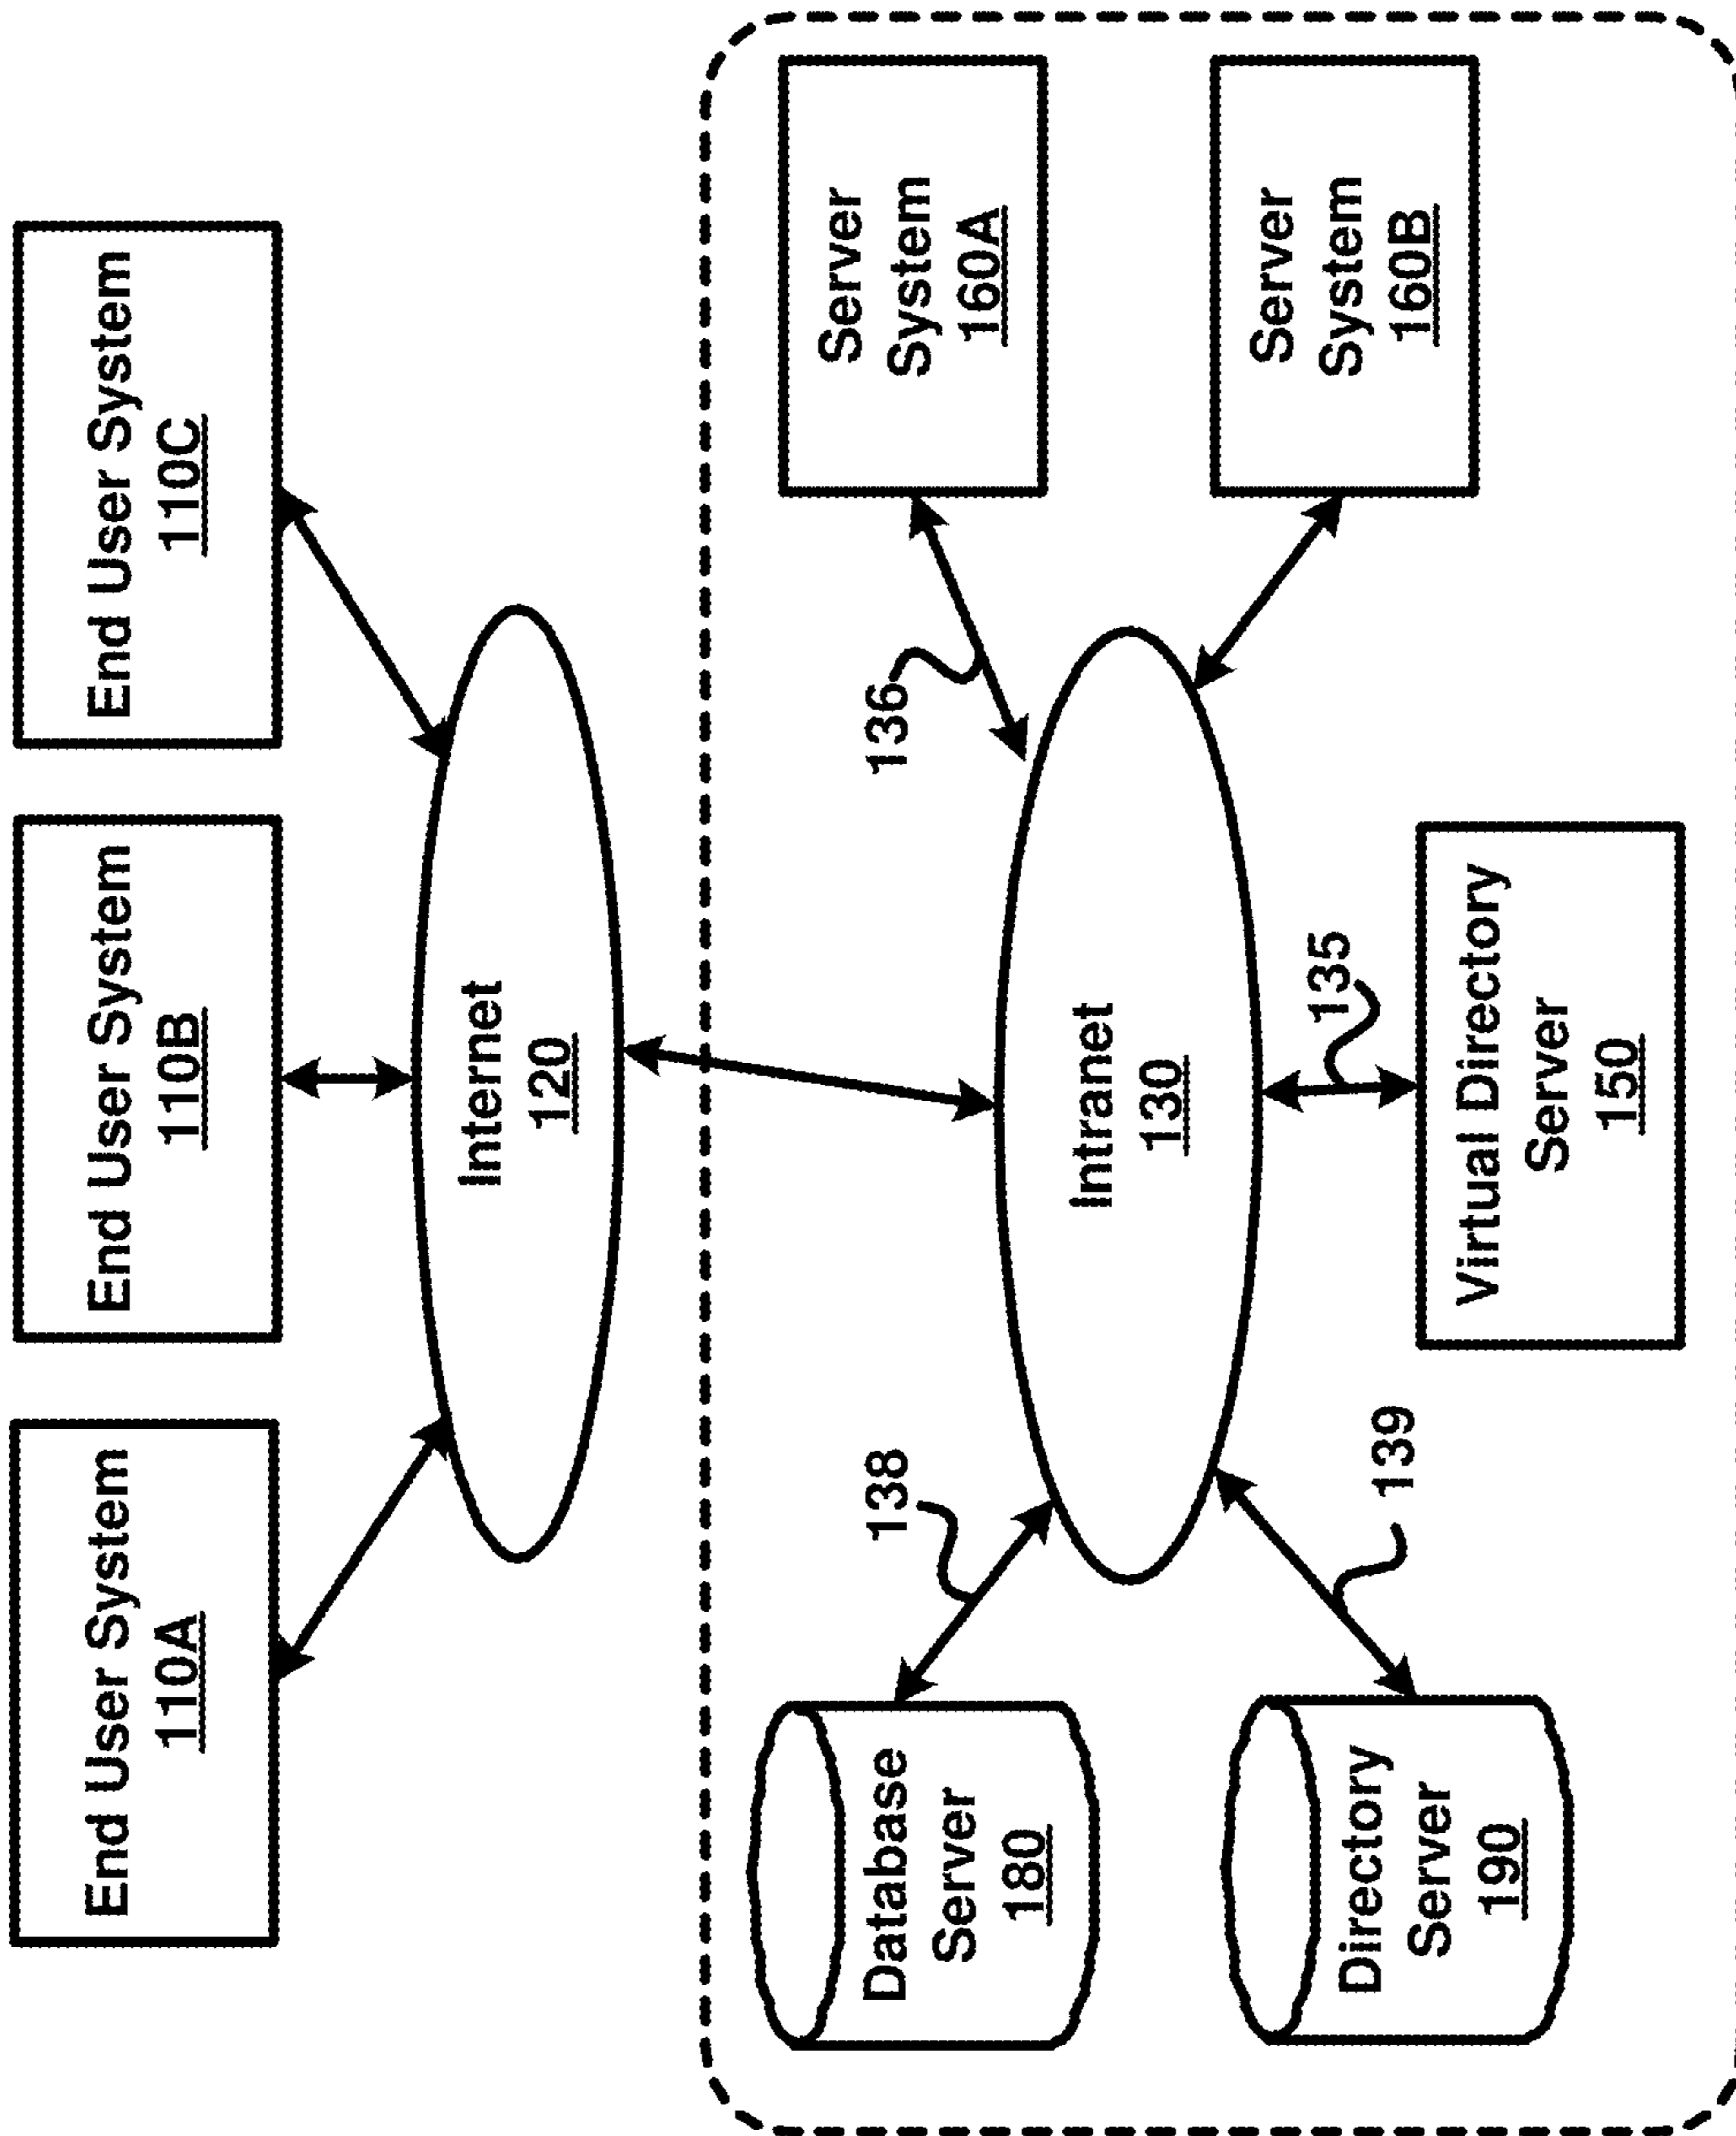 End User System
110A
End User System
110B
End User System
110C
Internet
120
138
136
Database
Server
180
Intranet
130
Server
System
160A
139
135
Directory
Server
190
Virtual Directory
Server
150
Server
System
160B